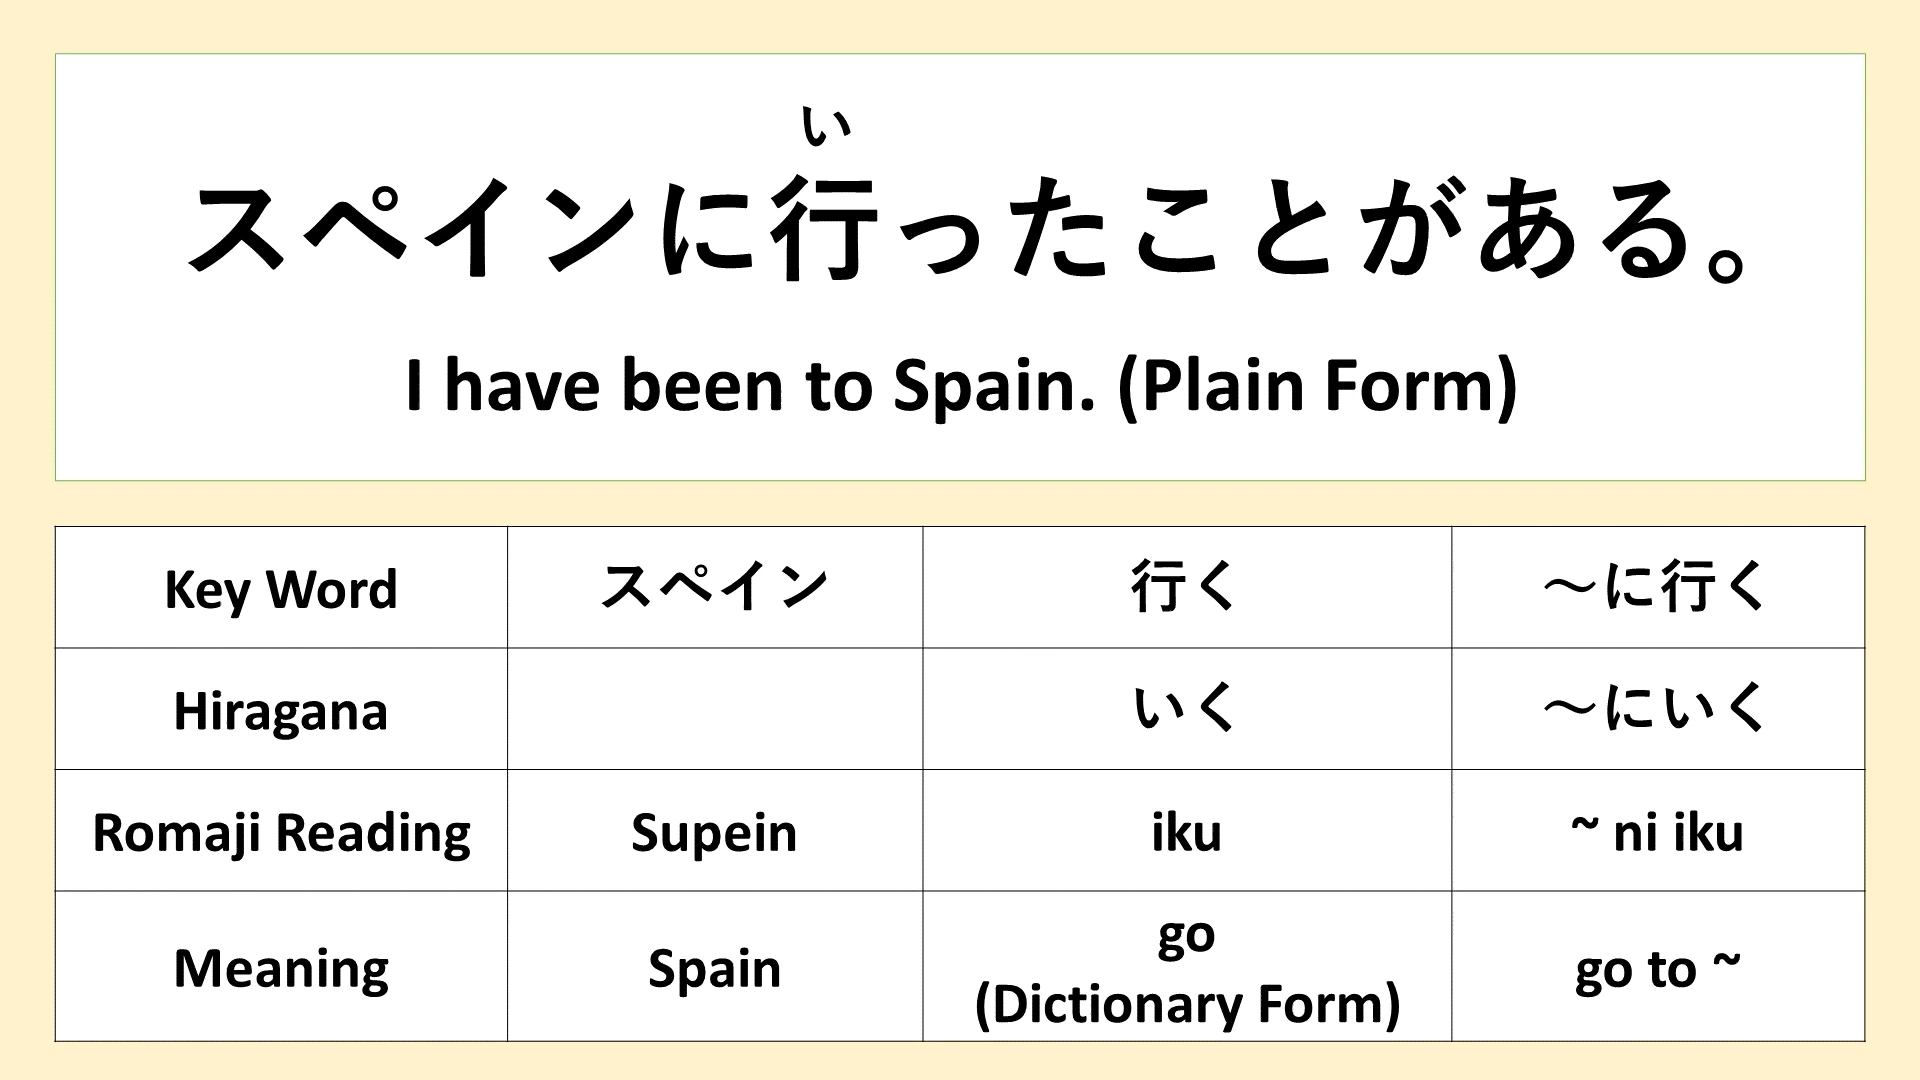 い
スペインに行ったことがある。
I have been to Spain. (Plain Form)
Key Word スペイン 行く ～に行く
Hiragana いく ～にいく
Romaji Reading Supein iku ~ ni iku
Meaning Spain go (Dictionary Form) go to ~